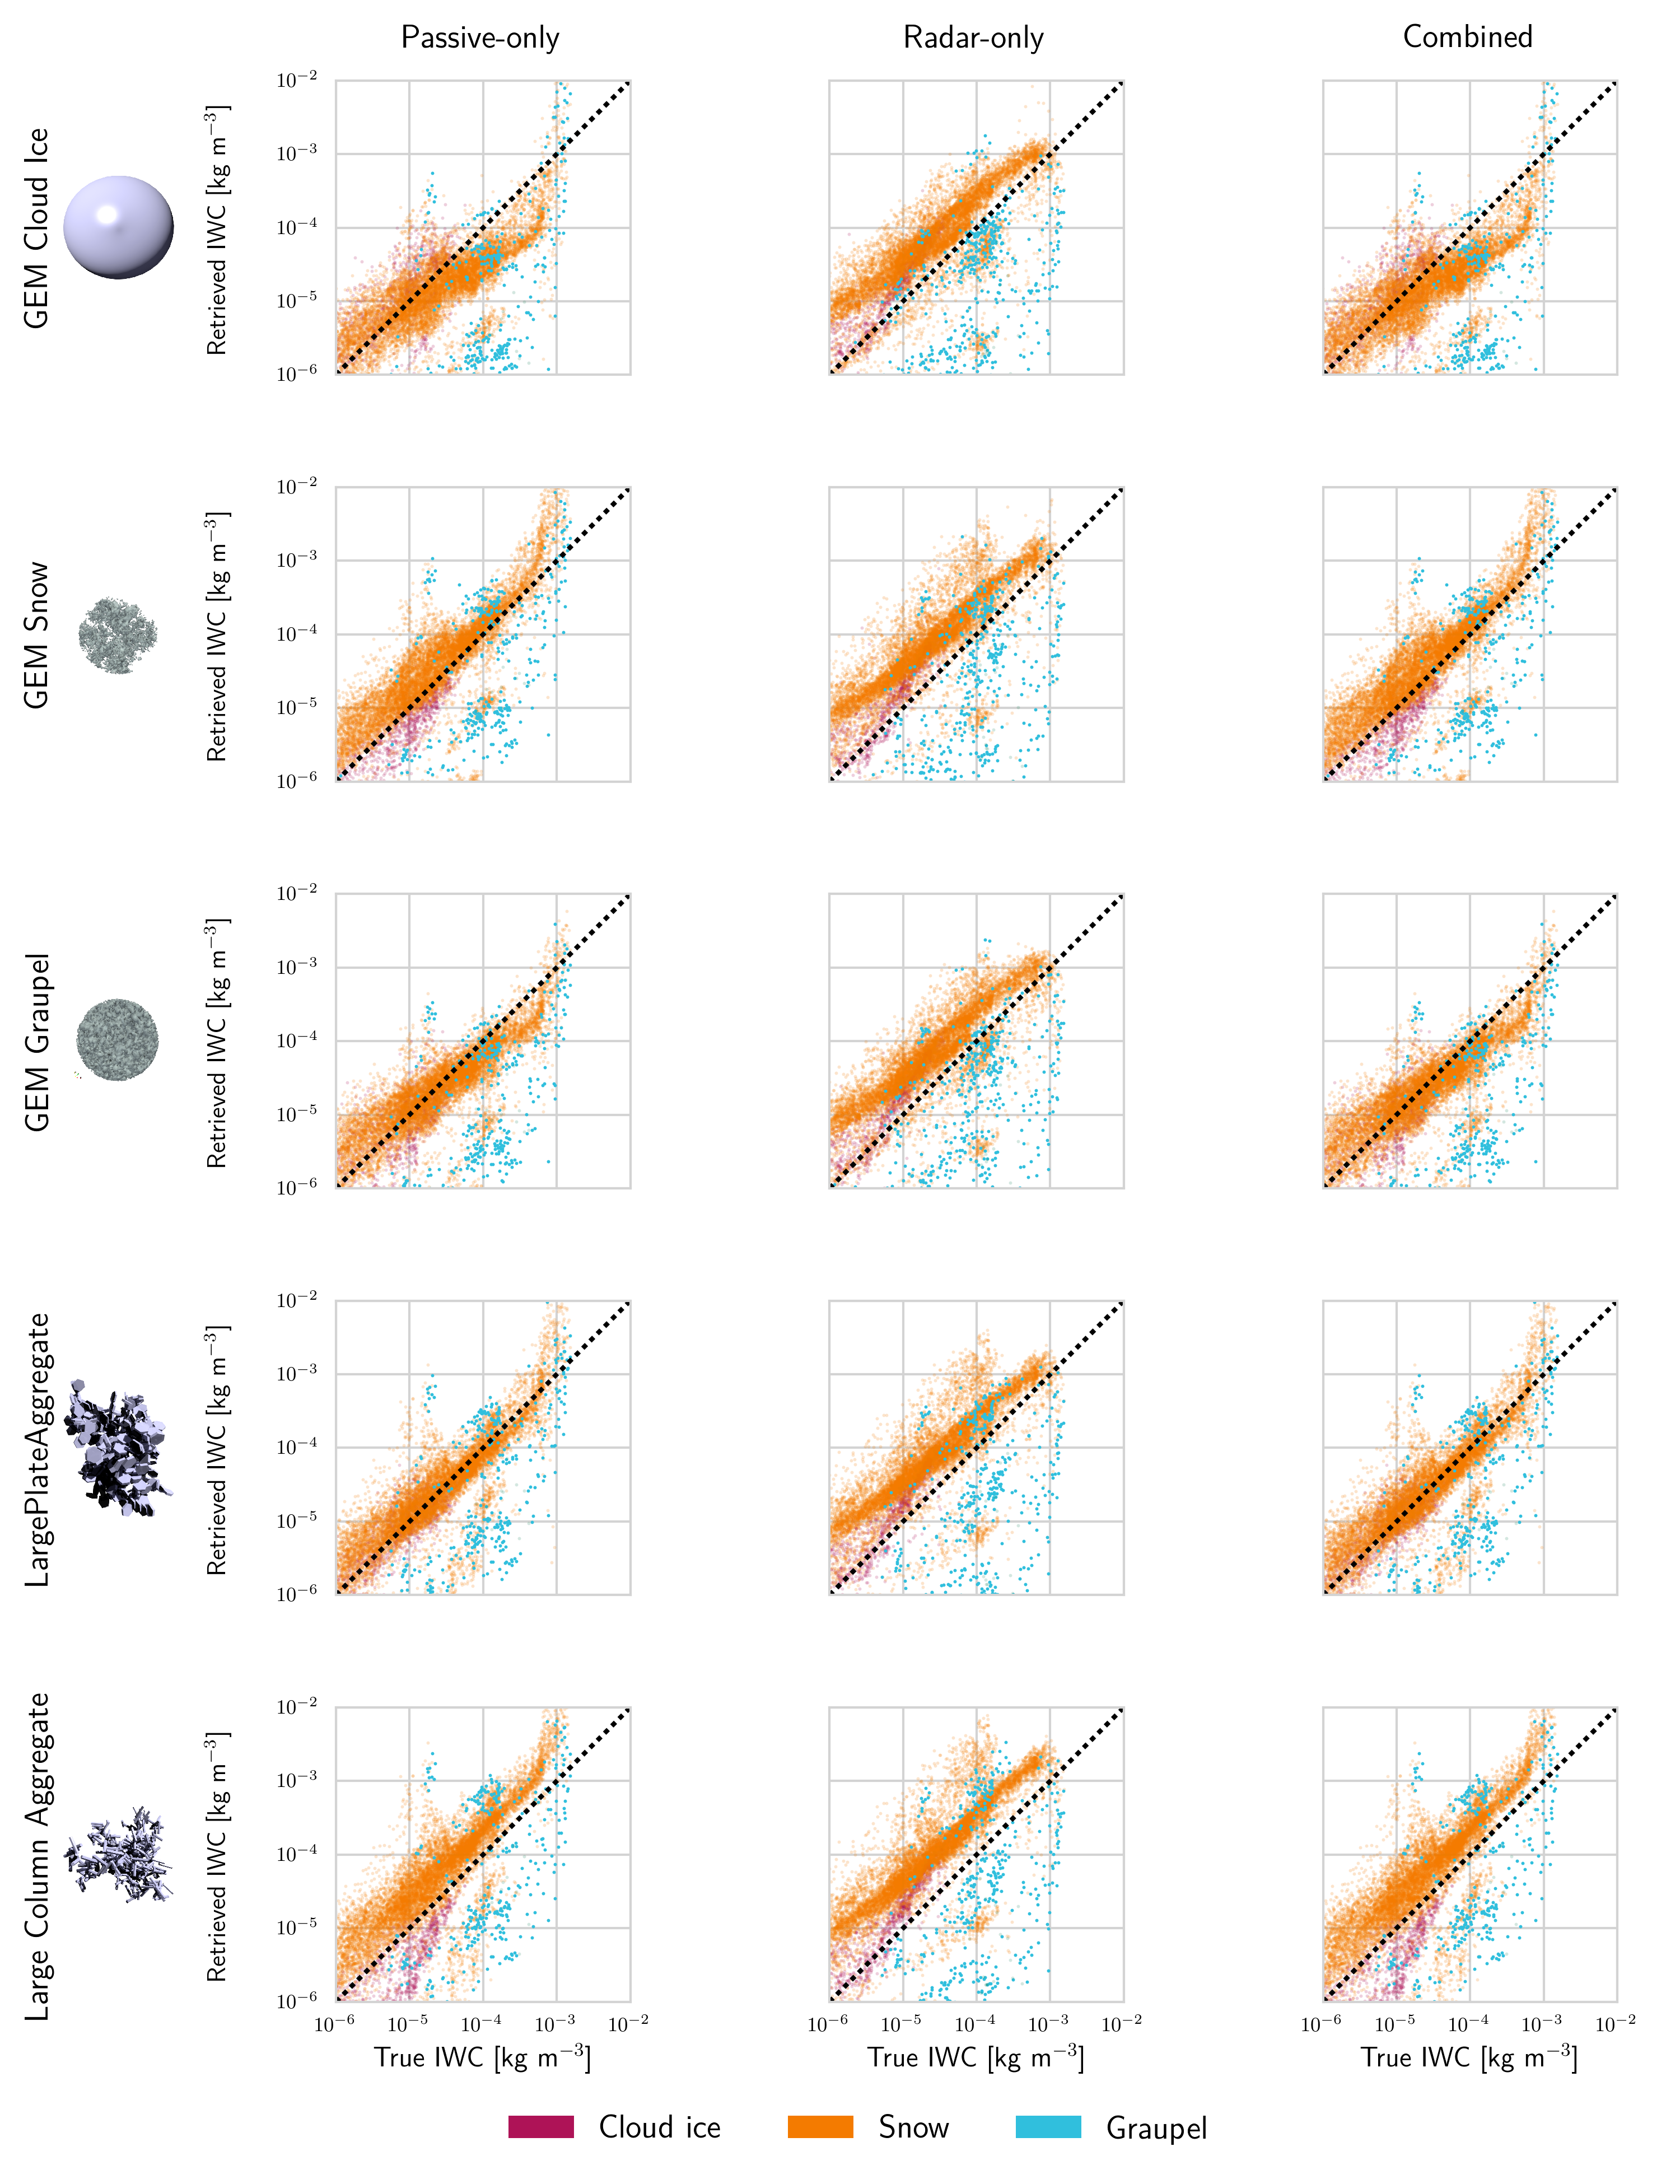 Passive-only
Radar-only
Combined
GEM Cloud Ice
Retrieved IWC [kg m⁻³]
10⁻²
10⁻³
10⁻⁴
10⁻⁵
10⁻⁶
GEM Snow
Retrieved IWC [kg m⁻³]
10⁻²
10⁻³
10⁻⁴
10⁻⁵
10⁻⁶
GEM Graupel
Retrieved IWC [kg m⁻³]
10⁻²
10⁻³
10⁻⁴
10⁻⁵
10⁻⁶
LargePlateAggregate
Retrieved IWC [kg m⁻³]
10⁻²
10⁻³
10⁻⁴
10⁻⁵
10⁻⁶
Large Column Aggregate
Retrieved IWC [kg m⁻³]
10⁻²
10⁻³
10⁻⁴
10⁻⁵
10⁻⁶
10⁻⁶ 10⁻⁵ 10⁻⁴ 10⁻³ 10⁻²
True IWC [kg m⁻³]
10⁻⁶ 10⁻⁵ 10⁻⁴ 10⁻³ 10⁻²
True IWC [kg m⁻³]
10⁻⁶ 10⁻⁵ 10⁻⁴ 10⁻³ 10⁻²
True IWC [kg m⁻³]
Cloud ice
Snow
Graupel